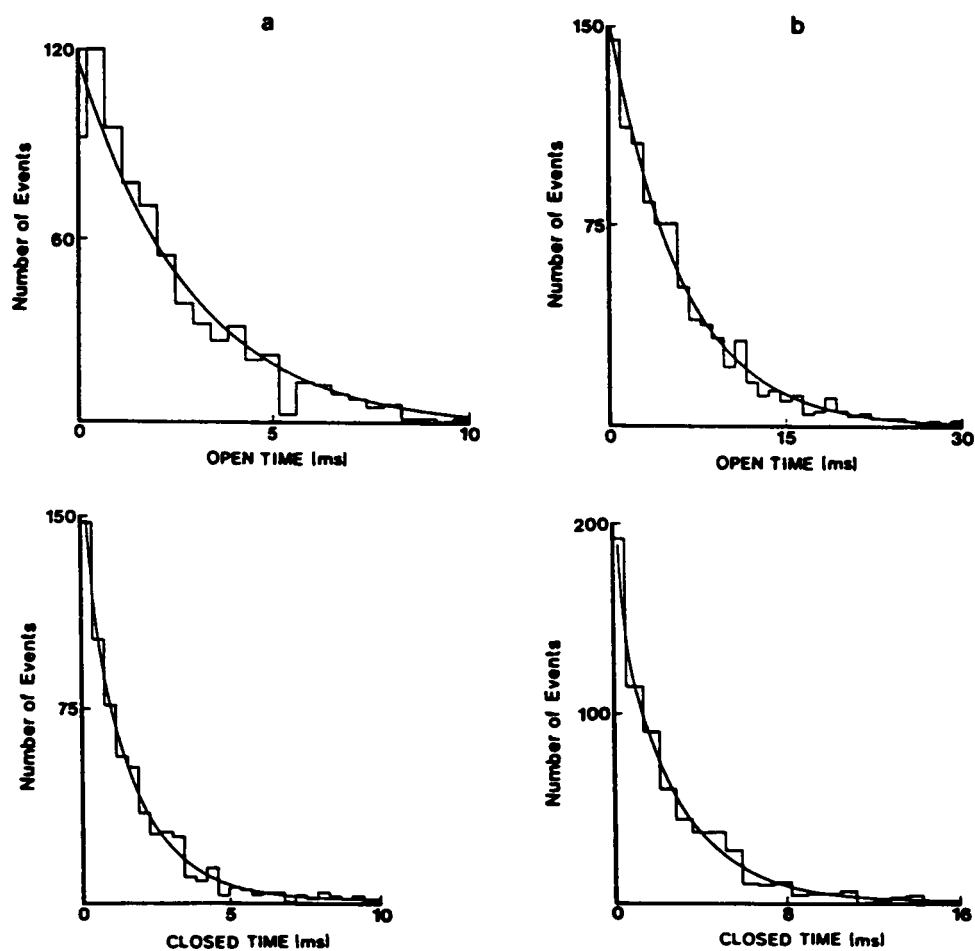 a
120
60
Number of Events
0
5
10
OPEN TIME [ms]
b
150
75
Number of Events
0
15
30
OPEN TIME [ms]
150
75
Number of Events
0
5
10
CLOSED TIME [ms]
200
100
Number of Events
0
8
16
CLOSED TIME [ms]